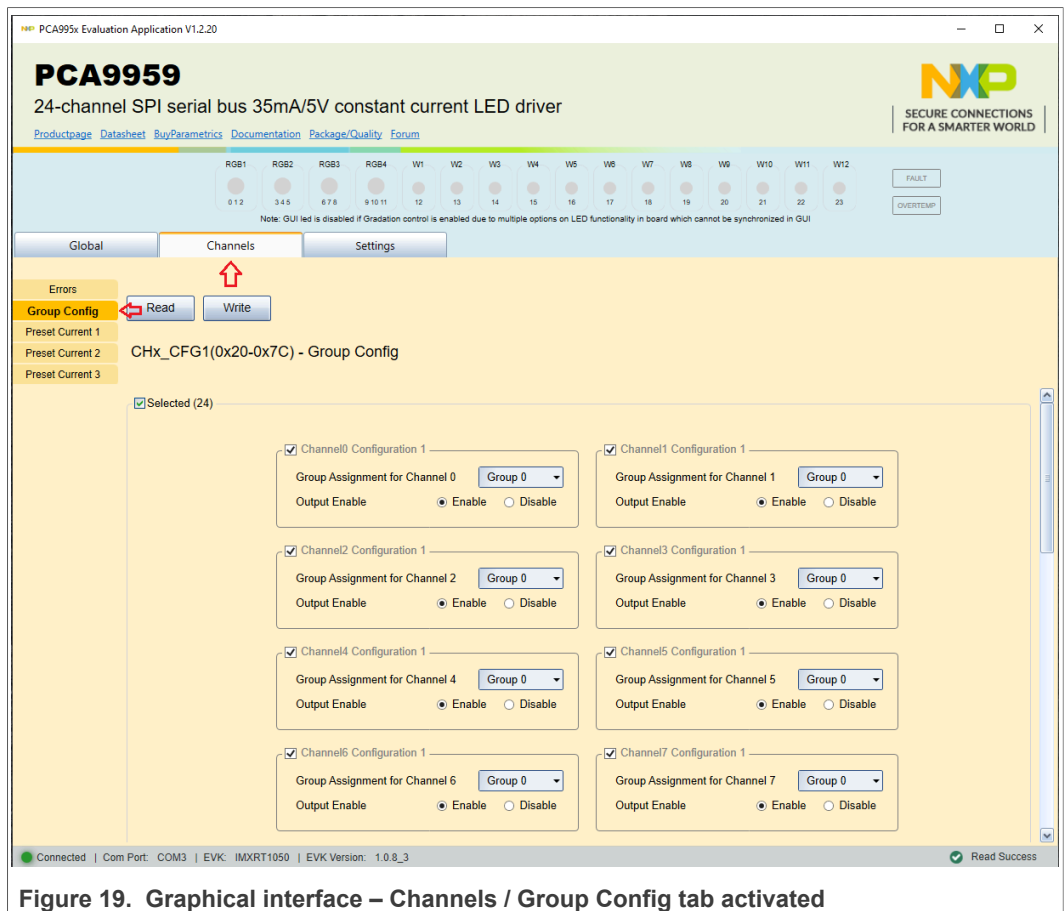 NXP PCA995x Evaluation Application V1.2.20
PCA9959
24-channel SPI serial bus 35mA/5V constant current LED driver
Productpage Datasheet BuyParametrics Documentation Package/Quality Forum
NXP
SECURE CONNECTIONS
FOR A SMARTER WORLD
RGB1 RGB2 RGB3 RGB4 W1 W2 W3 W4 W5 W6 W7 W8 W9 W10 W11 W12
0 1 2 3 4 5 6 7 8 9 10 11 12 13 14 15 16 17 18 19 20 21 22 23
FAULT
OVERTEMP
Note: GUI led is disabled if Gradation control is enabled due to multiple options on LED functionality in board which cannot be synchronized in GUI
Global Channels Settings
Errors
Group Config
Preset Current 1
Preset Current 2
Preset Current 3
Read Write
CHx_CFG1(0x20-0x7C) - Group Config
Selected (24)
Channel0 Configuration 1
Group Assignment for Channel 0 Group 0
Output Enable Enable Disable
Channel1 Configuration 1
Group Assignment for Channel 1 Group 0
Output Enable Enable Disable
Channel2 Configuration 1
Group Assignment for Channel 2 Group 0
Output Enable Enable Disable
Channel3 Configuration 1
Group Assignment for Channel 3 Group 0
Output Enable Enable Disable
Channel4 Configuration 1
Group Assignment for Channel 4 Group 0
Output Enable Enable Disable
Channel5 Configuration 1
Group Assignment for Channel 5 Group 0
Output Enable Enable Disable
Channel6 Configuration 1
Group Assignment for Channel 6 Group 0
Output Enable Enable Disable
Channel7 Configuration 1
Group Assignment for Channel 7 Group 0
Output Enable Enable Disable
Connected | Com Port: COM3 | EVK: IMXRT1050 | EVK Version: 1.0.8_3
Read Success
Figure 19. Graphical interface – Channels / Group Config tab activated